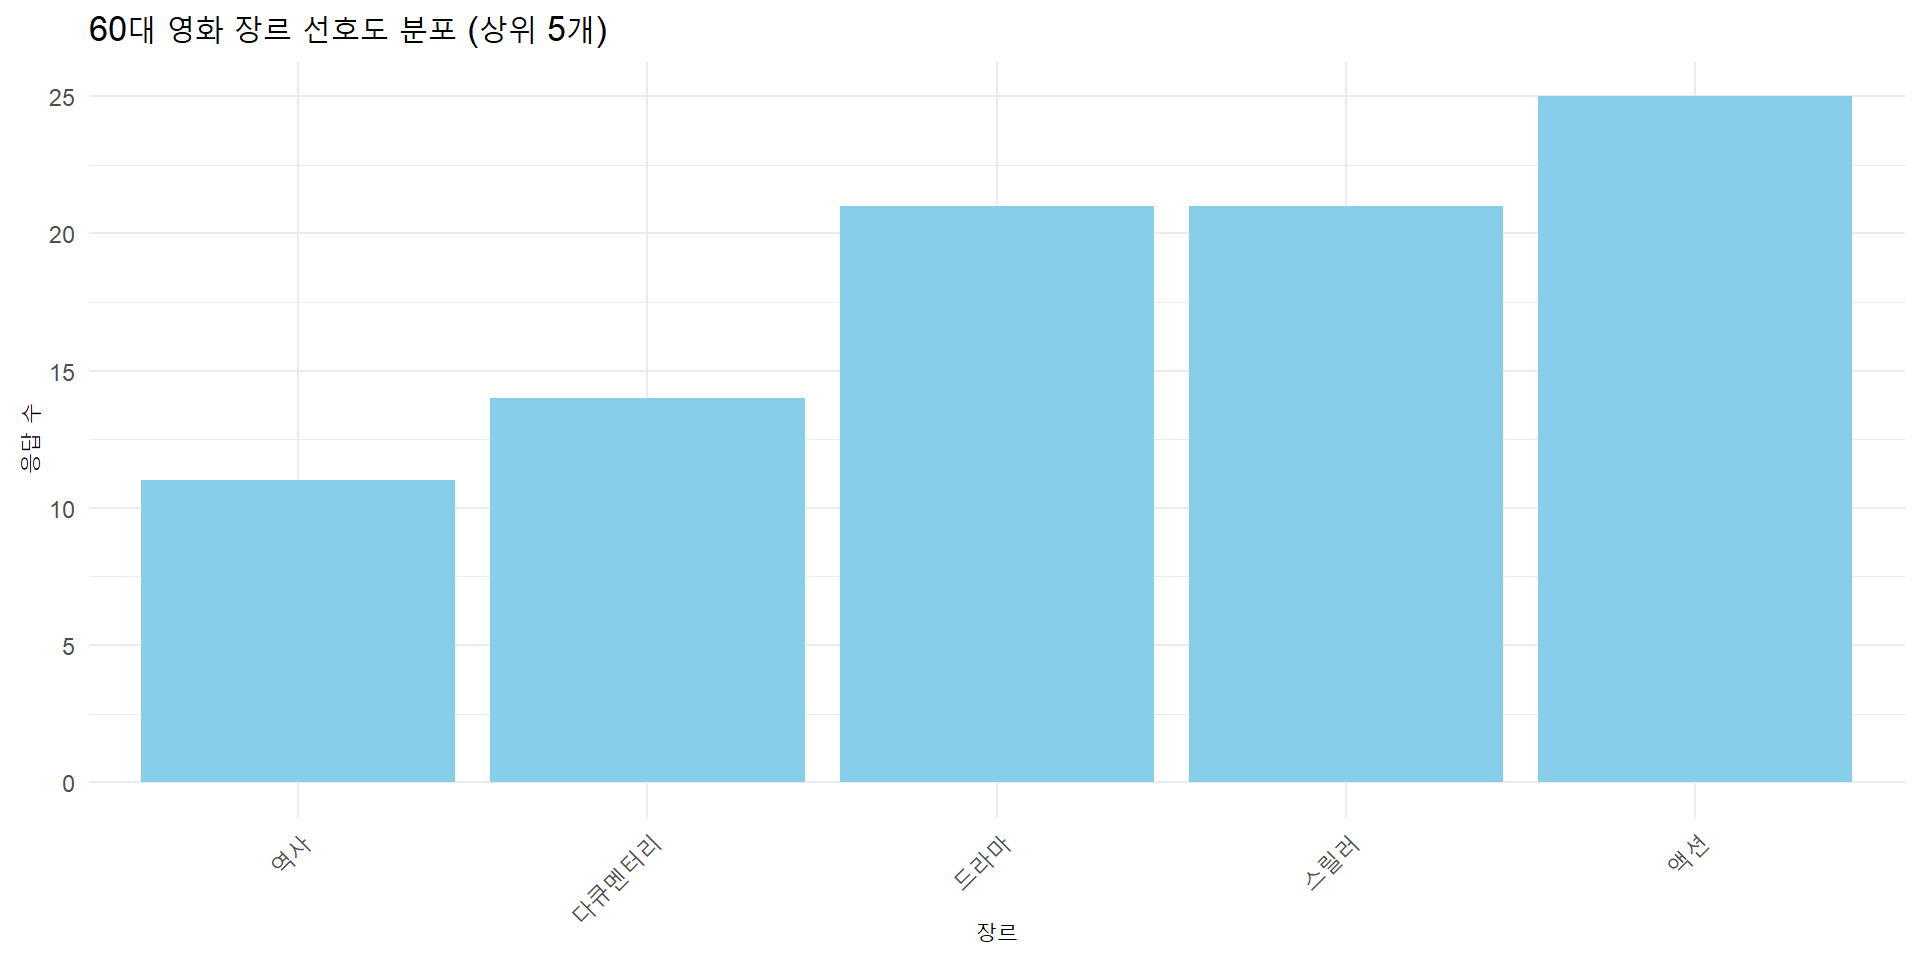 60대 영화 장르 선호도 분포 (상위 5개)
25
20
15
10
5
0
응답 수
역사
다큐멘터리
드라마
스릴러
액션
장르